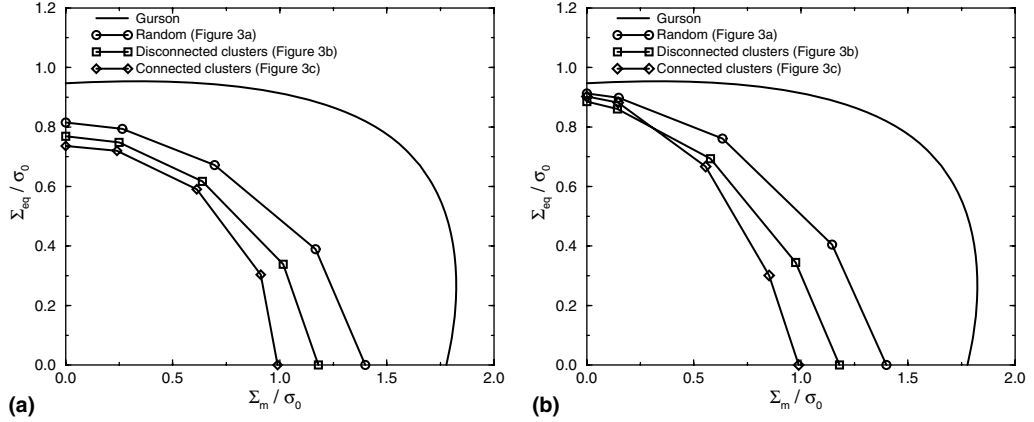 Gurson
Random (Figure 3a)
Disconnected clusters (Figure 3b)
Connected clusters (Figure 3c)
1.2
1.0
0.8
0.6
0.4
0.2
0.0
Σeq / σ0
0.0 0.5 1.0 1.5 2.0
Σm / σ0
(a)
Gurson
Random (Figure 3a)
Disconnected clusters (Figure 3b)
Connected clusters (Figure 3c)
1.2
1.0
0.8
0.6
0.4
0.2
0.0
Σeq / σ0
0.0 0.5 1.0 1.5 2.0
Σm / σ0
(b)